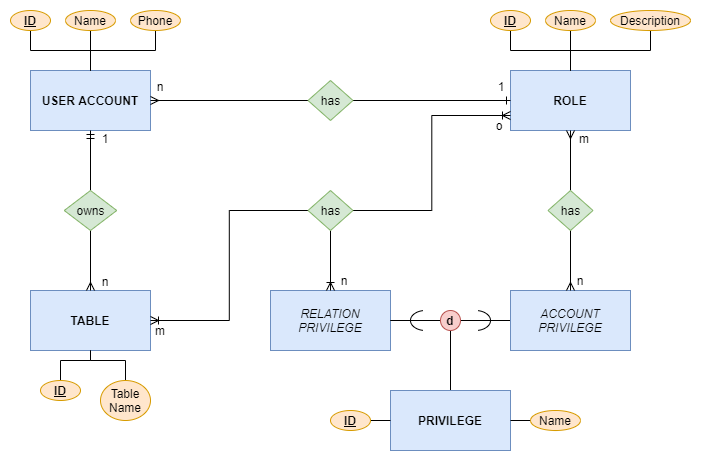 ID
Name
Phone
ID
Name
Description
USER ACCOUNT
n
has
1
ROLE
1
o
m
owns
has
has
n
n
n
TABLE
m
RELATION
PRIVILEGE
d
ACCOUNT
PRIVILEGE
ID
Table
Name
ID
PRIVILEGE
Name